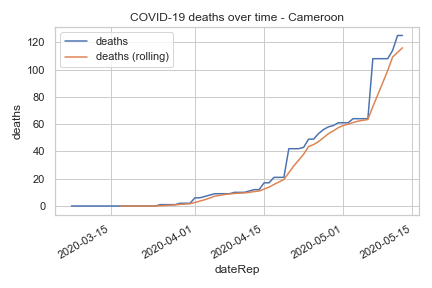 COVID-19 deaths over time - Cameroon
deaths
deaths (rolling)
120
100
80
60
40
20
0
deaths
2020-03-15
2020-04-01
2020-04-15
2020-05-01
2020-05-15
dateRep